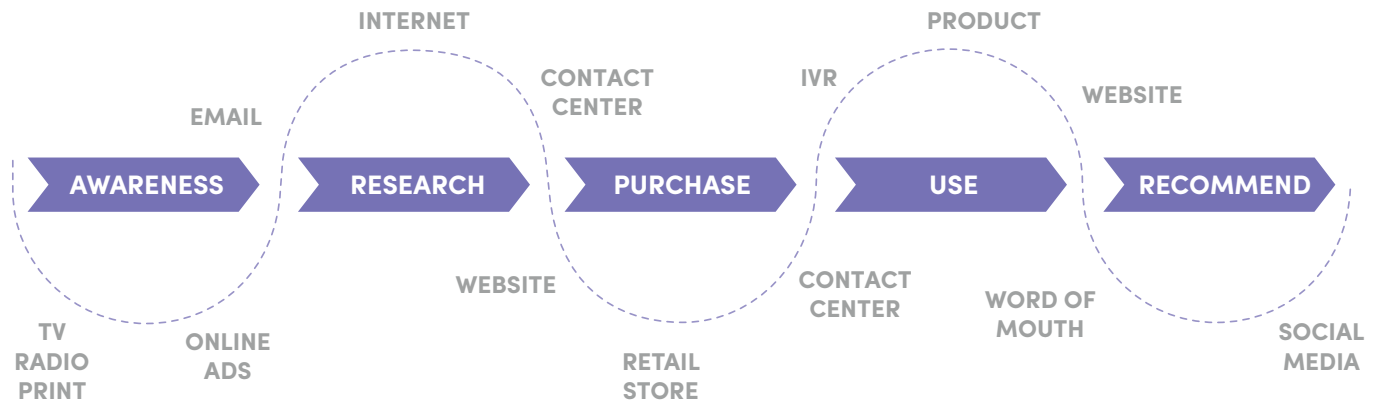 INTERNET
PRODUCT
CONTACT
CENTER
IVR
WEBSITE
EMAIL
AWARENESS
RESEARCH
PURCHASE
USE
RECOMMEND
WEBSITE
CONTACT
CENTER
WORD OF
MOUTH
TV
RADIO
PRINT
ONLINE
ADS
RETAIL
STORE
SOCIAL
MEDIA